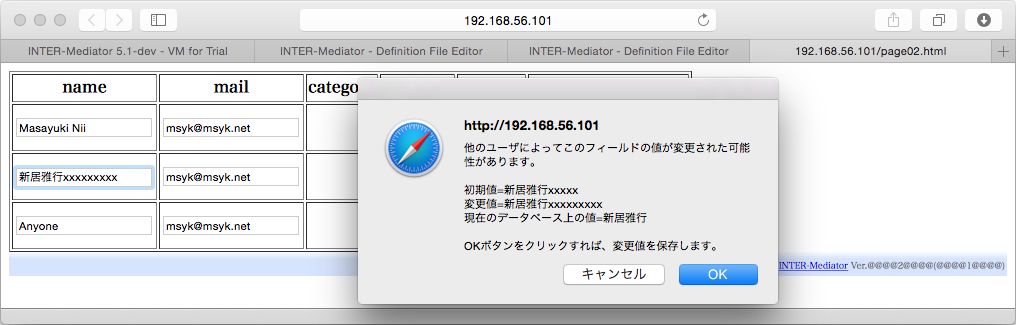 192.168.56.101
INTER-Mediator 5.1-dev - VM for Trial
INTER-Mediator - Definition File Editor
INTER-Mediator - Definition File Editor
192.168.56.101/page02.html
name
mail
catego
Masayuki Nii
msyk@msyk.net
新居雅行xxxxxxxxx
msyk@msyk.net
Anyone
msyk@msyk.net
http://192.168.56.101
他のユーザによってこのフィールドの値が変更された可能
性があります。
初期値=新居雅行xxxxx
変更値=新居雅行xxxxxxxxx
現在のデータベース上の値=新居雅行
OKボタンをクリックすれば、変更値を保存します。
キャンセル
OK
INTER-Mediator Ver.@@@@2@@@@(@@@@1@@@@)